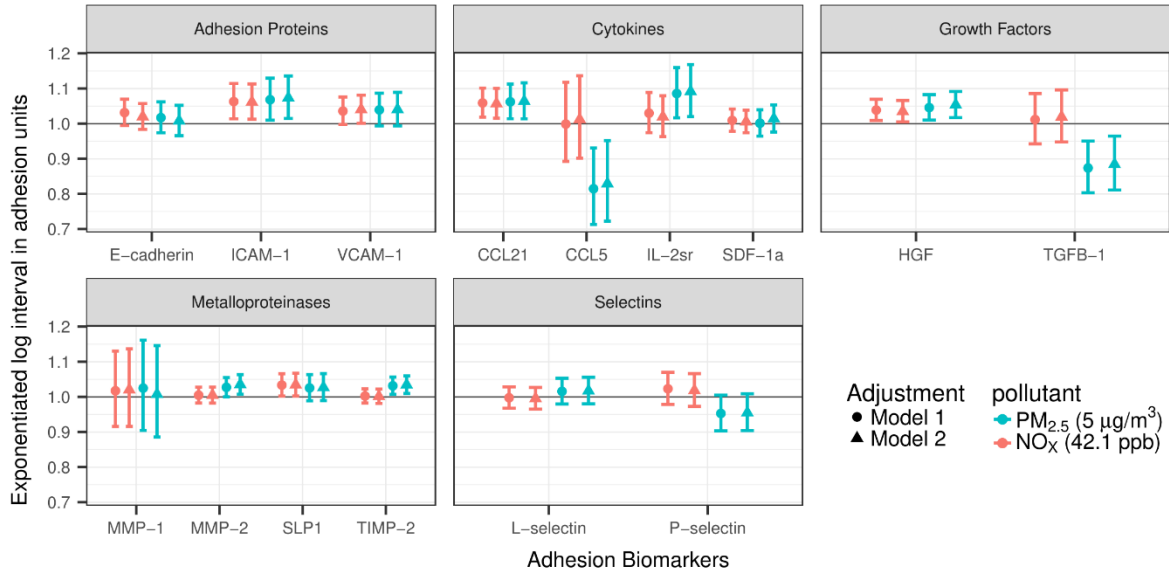 Adhesion Proteins
Cytokines
Growth Factors
1.2
1.1
1.0
0.9
0.8
0.7
E−cadherin ICAM−1 VCAM−1
CCL21 CCL5 IL−2sr SDF−1a
HGF TGFB−1
Metalloproteinases
Selectins
1.2
1.1
1.0
0.9
0.8
0.7
MMP−1 MMP−2 SLP1 TIMP−2
L−selectin P−selectin
Exponentiated log interval in adhesion units
Adhesion Biomarkers
Adjustment
Model 1
Model 2
pollutant
PM2.5 (5 μg/m³)
NOX (42.1 ppb)